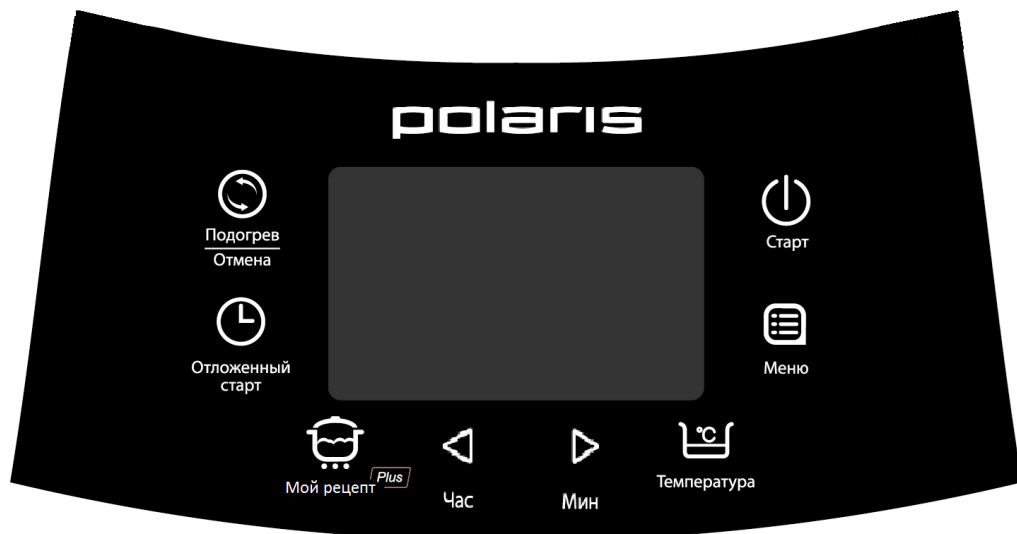 polaris
Подогрев
Отмена
Старт
Отложенный
старт
Меню
Мой рецепт Plus
Час
Мин
°C
Температура